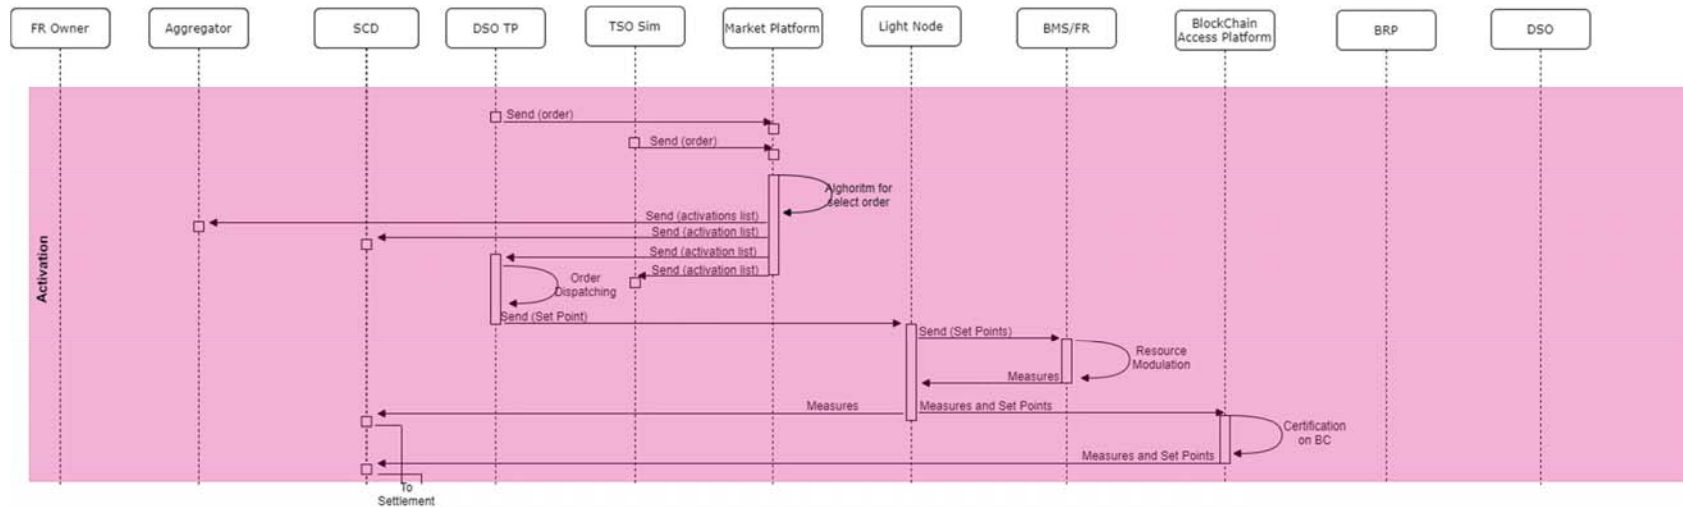 FR Owner
Aggregator
SCD
DSO TP
TSO Sim
Market Platform
Light Node
BMS/FR
BlockChain
Access Platform
BRP
DSO
Activation
Send (order)
Send (order)
Alghoritm for
select order
Send (activations list)
Send (activation list)
Send (activation list)
Send (activation list)
Order
Dispatching
Send (Set Point)
Send (Set Points)
Resource
Modulation
Measures
Measures
Measures and Set Points
Certification
on BC
Measures and Set Points
To
Settlement